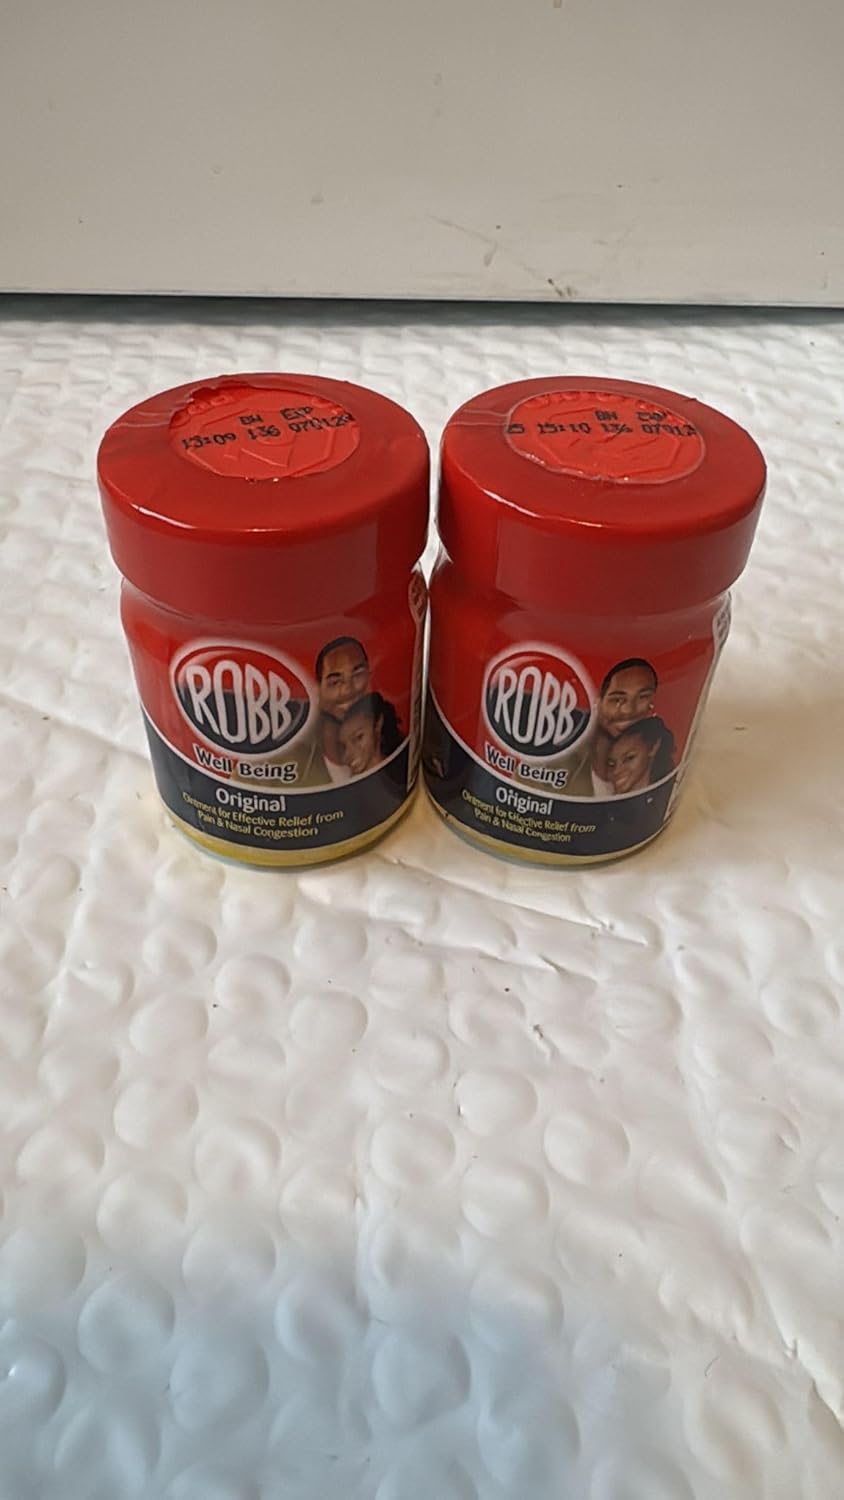 BN Exp
13:09 136 070128
BN Exp
15:10 136 07012
ROBB
Well Being
Original
Ointment for Effective Relief from
Pain & Nasal Congestion
ROBB
Well Being
Original
Ointment for Effective Relief from
Pain & Nasal Congestion